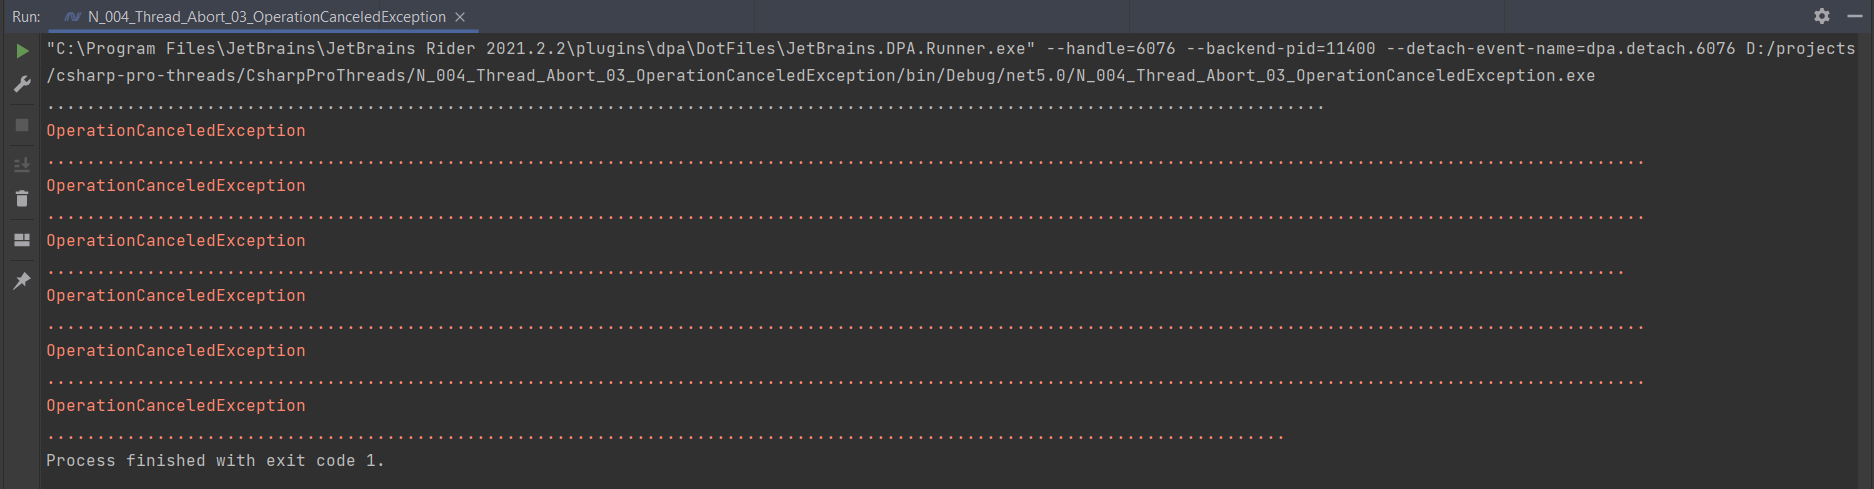 Run: N_004_Thread_Abort_03_OperationCanceledException
"C:\Program Files\JetBrains\JetBrains Rider 2021.2.2\plugins\dpa\DotFiles\JetBrains.DPA.Runner.exe" --handle=6076 --backend-pid=11400 --detach-event-name=dpa.detach.6076 D:/projects
/csharp-pro-threads/CsharpProThreads/N_004_Thread_Abort_03_OperationCanceledException/bin/Debug/net5.0/N_004_Thread_Abort_03_OperationCanceledException.exe
................................................................................................................................
OperationCanceledException
................................................................................................................................................................
OperationCanceledException
................................................................................................................................................................
OperationCanceledException
..............................................................................................................................................................
OperationCanceledException
................................................................................................................................................................
OperationCanceledException
................................................................................................................................................................
OperationCanceledException
............................................................................................................................
Process finished with exit code 1.